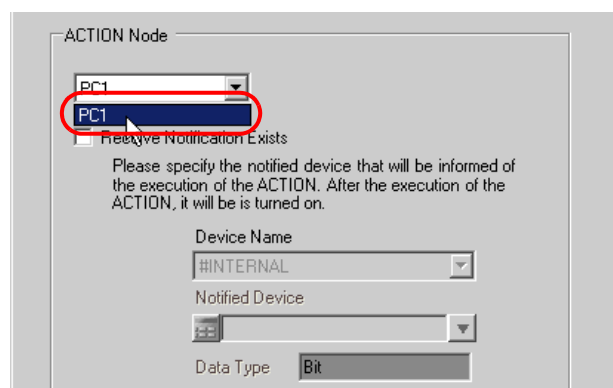 ACTION Node
PC1
PC1
Receive Notification Exists
Please specify the notified device that will be informed of
the execution of the ACTION. After the execution of the
ACTION, it will be is turned on.
Device Name
#INTERNAL
Notified Device
Data Type Bit